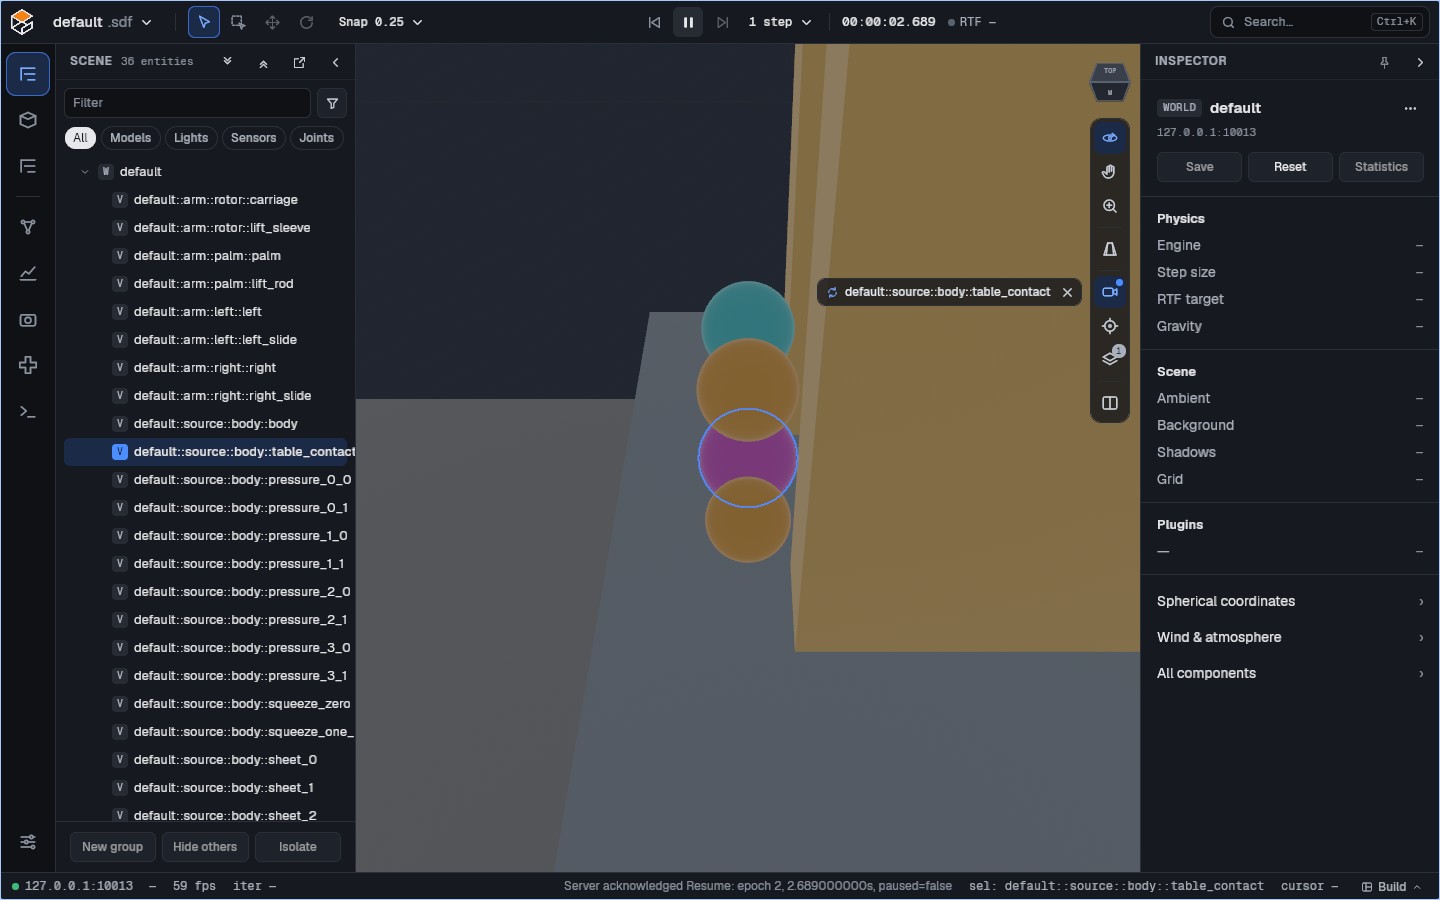 default .sdf
Snap 0.25
1 step
00:00:02.689
RTF –
Search...
Ctrl+K
SCENE 36 entities
Filter
All
Models
Lights
Sensors
Joints
W default
V default::arm::rotor::carriage
V default::arm::rotor::lift_sleeve
V default::arm::palm::palm
V default::arm::palm::lift_rod
V default::arm::left::left
V default::arm::left::left_slide
V default::arm::right::right
V default::arm::right::right_slide
V default::source::body::body
V default::source::body::table_contact
V default::source::body::pressure_0_0
V default::source::body::pressure_0_1
V default::source::body::pressure_1_0
V default::source::body::pressure_1_1
V default::source::body::pressure_2_0
V default::source::body::pressure_2_1
V default::source::body::pressure_3_0
V default::source::body::pressure_3_1
V default::source::body::squeeze_zero
V default::source::body::squeeze_one_
V default::source::body::sheet_0
V default::source::body::sheet_1
V default::source::body::sheet_2
New group
Hide others
Isolate
TOP
W
default::source::body::table_contact
1
INSPECTOR
WORLD default
127.0.0.1:10013
Save
Reset
Statistics
Physics
Engine –
Step size –
RTF target –
Gravity –
Scene
Ambient –
Background –
Shadows –
Grid –
Plugins
— –
Spherical coordinates
Wind & atmosphere
All components
127.0.0.1:10013 – 59 fps iter –
Server acknowledged Resume: epoch 2, 2.689000000s, paused=false
sel: default::source::body::table_contact
cursor –
Build